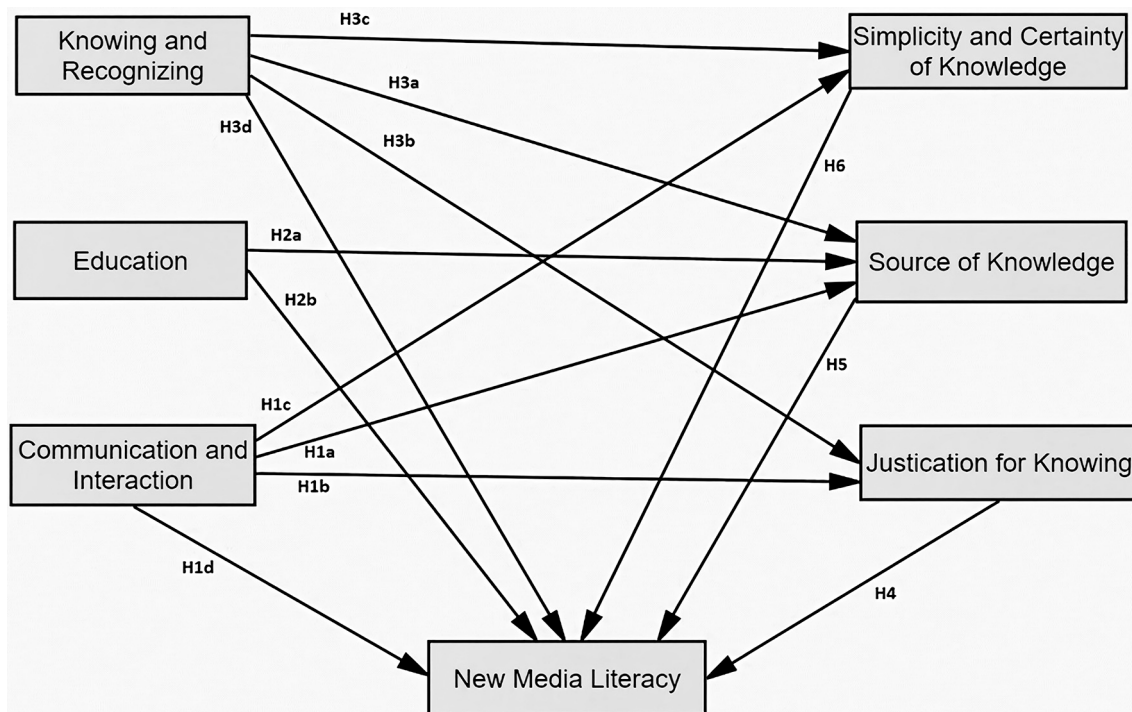 H3c
Knowing and
Recognizing
Simplicity and Certainty
of Knowledge
H3a
H3d
H3b
H6
Education
H2a
Source of Knowledge
H2b
H5
H1c
Communication and
Interaction
H1a
H1b
Justication for Knowing
H1d
H4
New Media Literacy